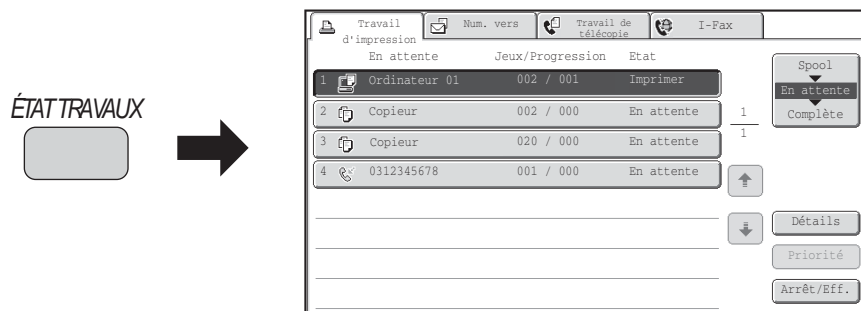 ÉTAT TRAVAUX
Travail d'impression
Num. vers
Travail de télécopie
I-Fax
En attente Jeux/Progression Etat
1 Ordinateur 01 002 / 001 Imprimer
2 Copieur 002 / 000 En attente
3 Copieur 020 / 000 En attente
4 0312345678 001 / 000 En attente
1
1
Spool
En attente
Complète
Détails
Priorité
Arrêt/Eff.